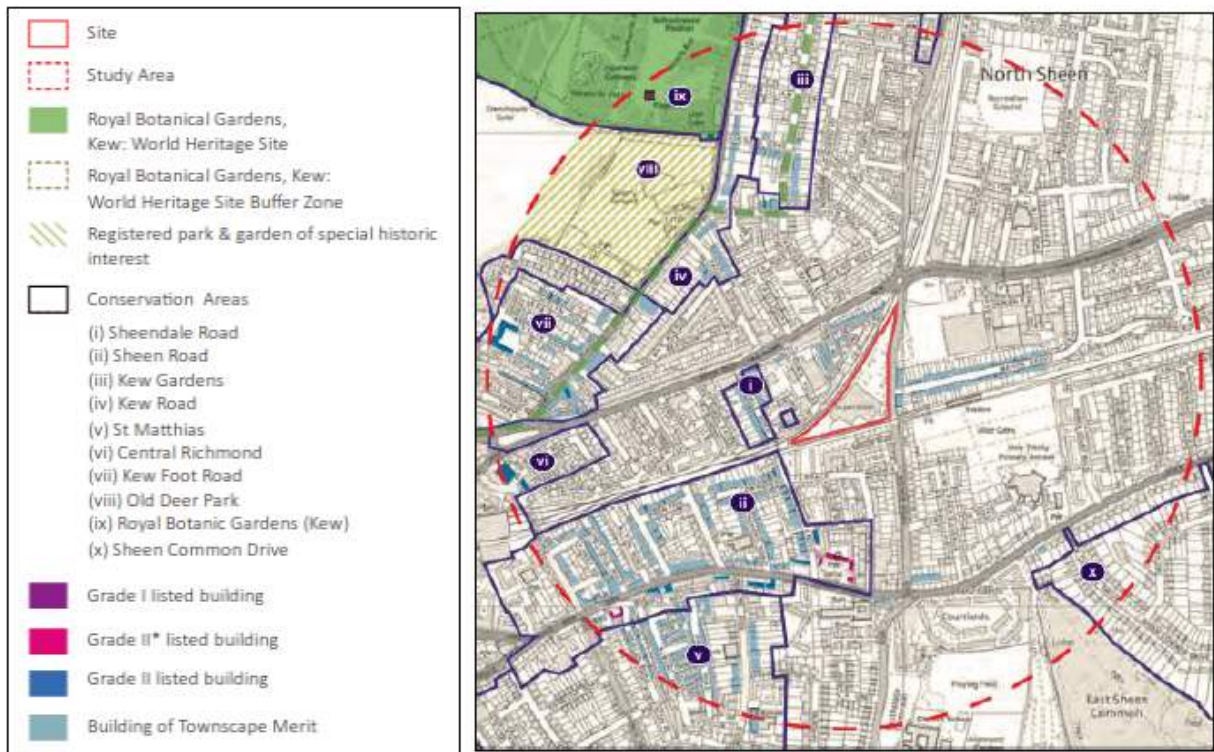 Site
Study Area
Royal Botanical Gardens,
Kew: World Heritage Site
Royal Botanical Gardens, Kew:
World Heritage Site Buffer Zone
Registered park & garden of special historic
interest
Conservation Areas
(i) Sheendale Road
(ii) Sheen Road
(iii) Kew Gardens
(iv) Kew Road
(v) St Matthias
(vi) Central Richmond
(vii) Kew Foot Road
(viii) Old Deer Park
(ix) Royal Botanic Gardens (Kew)
(x) Sheen Common Drive
Grade I listed building
Grade II* listed building
Grade II listed building
Building of Townscape Merit
iii
North Sheen
Recreation
Ground
ix
viii
iv
vii
i
vi
ii
x
Courtlands
v
Playing Field
East Sheen
Common